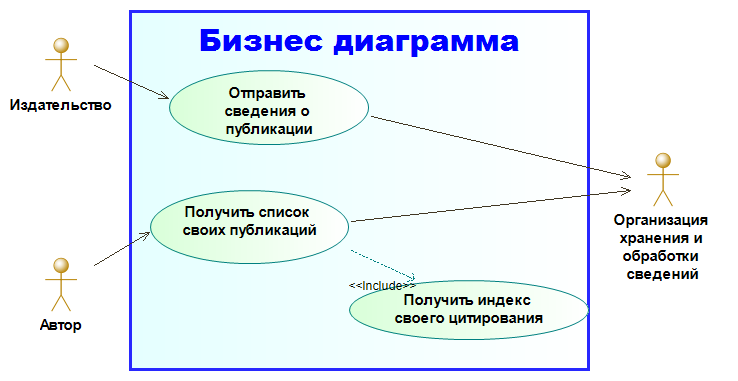 Бизнес диаграмма
Издательство
Отправить
сведения о
публикации
Получить список
своих публикаций
Организация
хранения и
обработки
сведений
<<Include>>
Получить индекс
своего цитирования
Автор